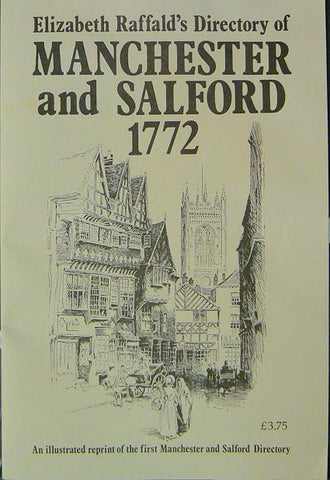 Elizabeth Raffald's Directory of
MANCHESTER
and SALFORD
1772
£3.75
An illustrated reprint of the first Manchester and Salford Directory